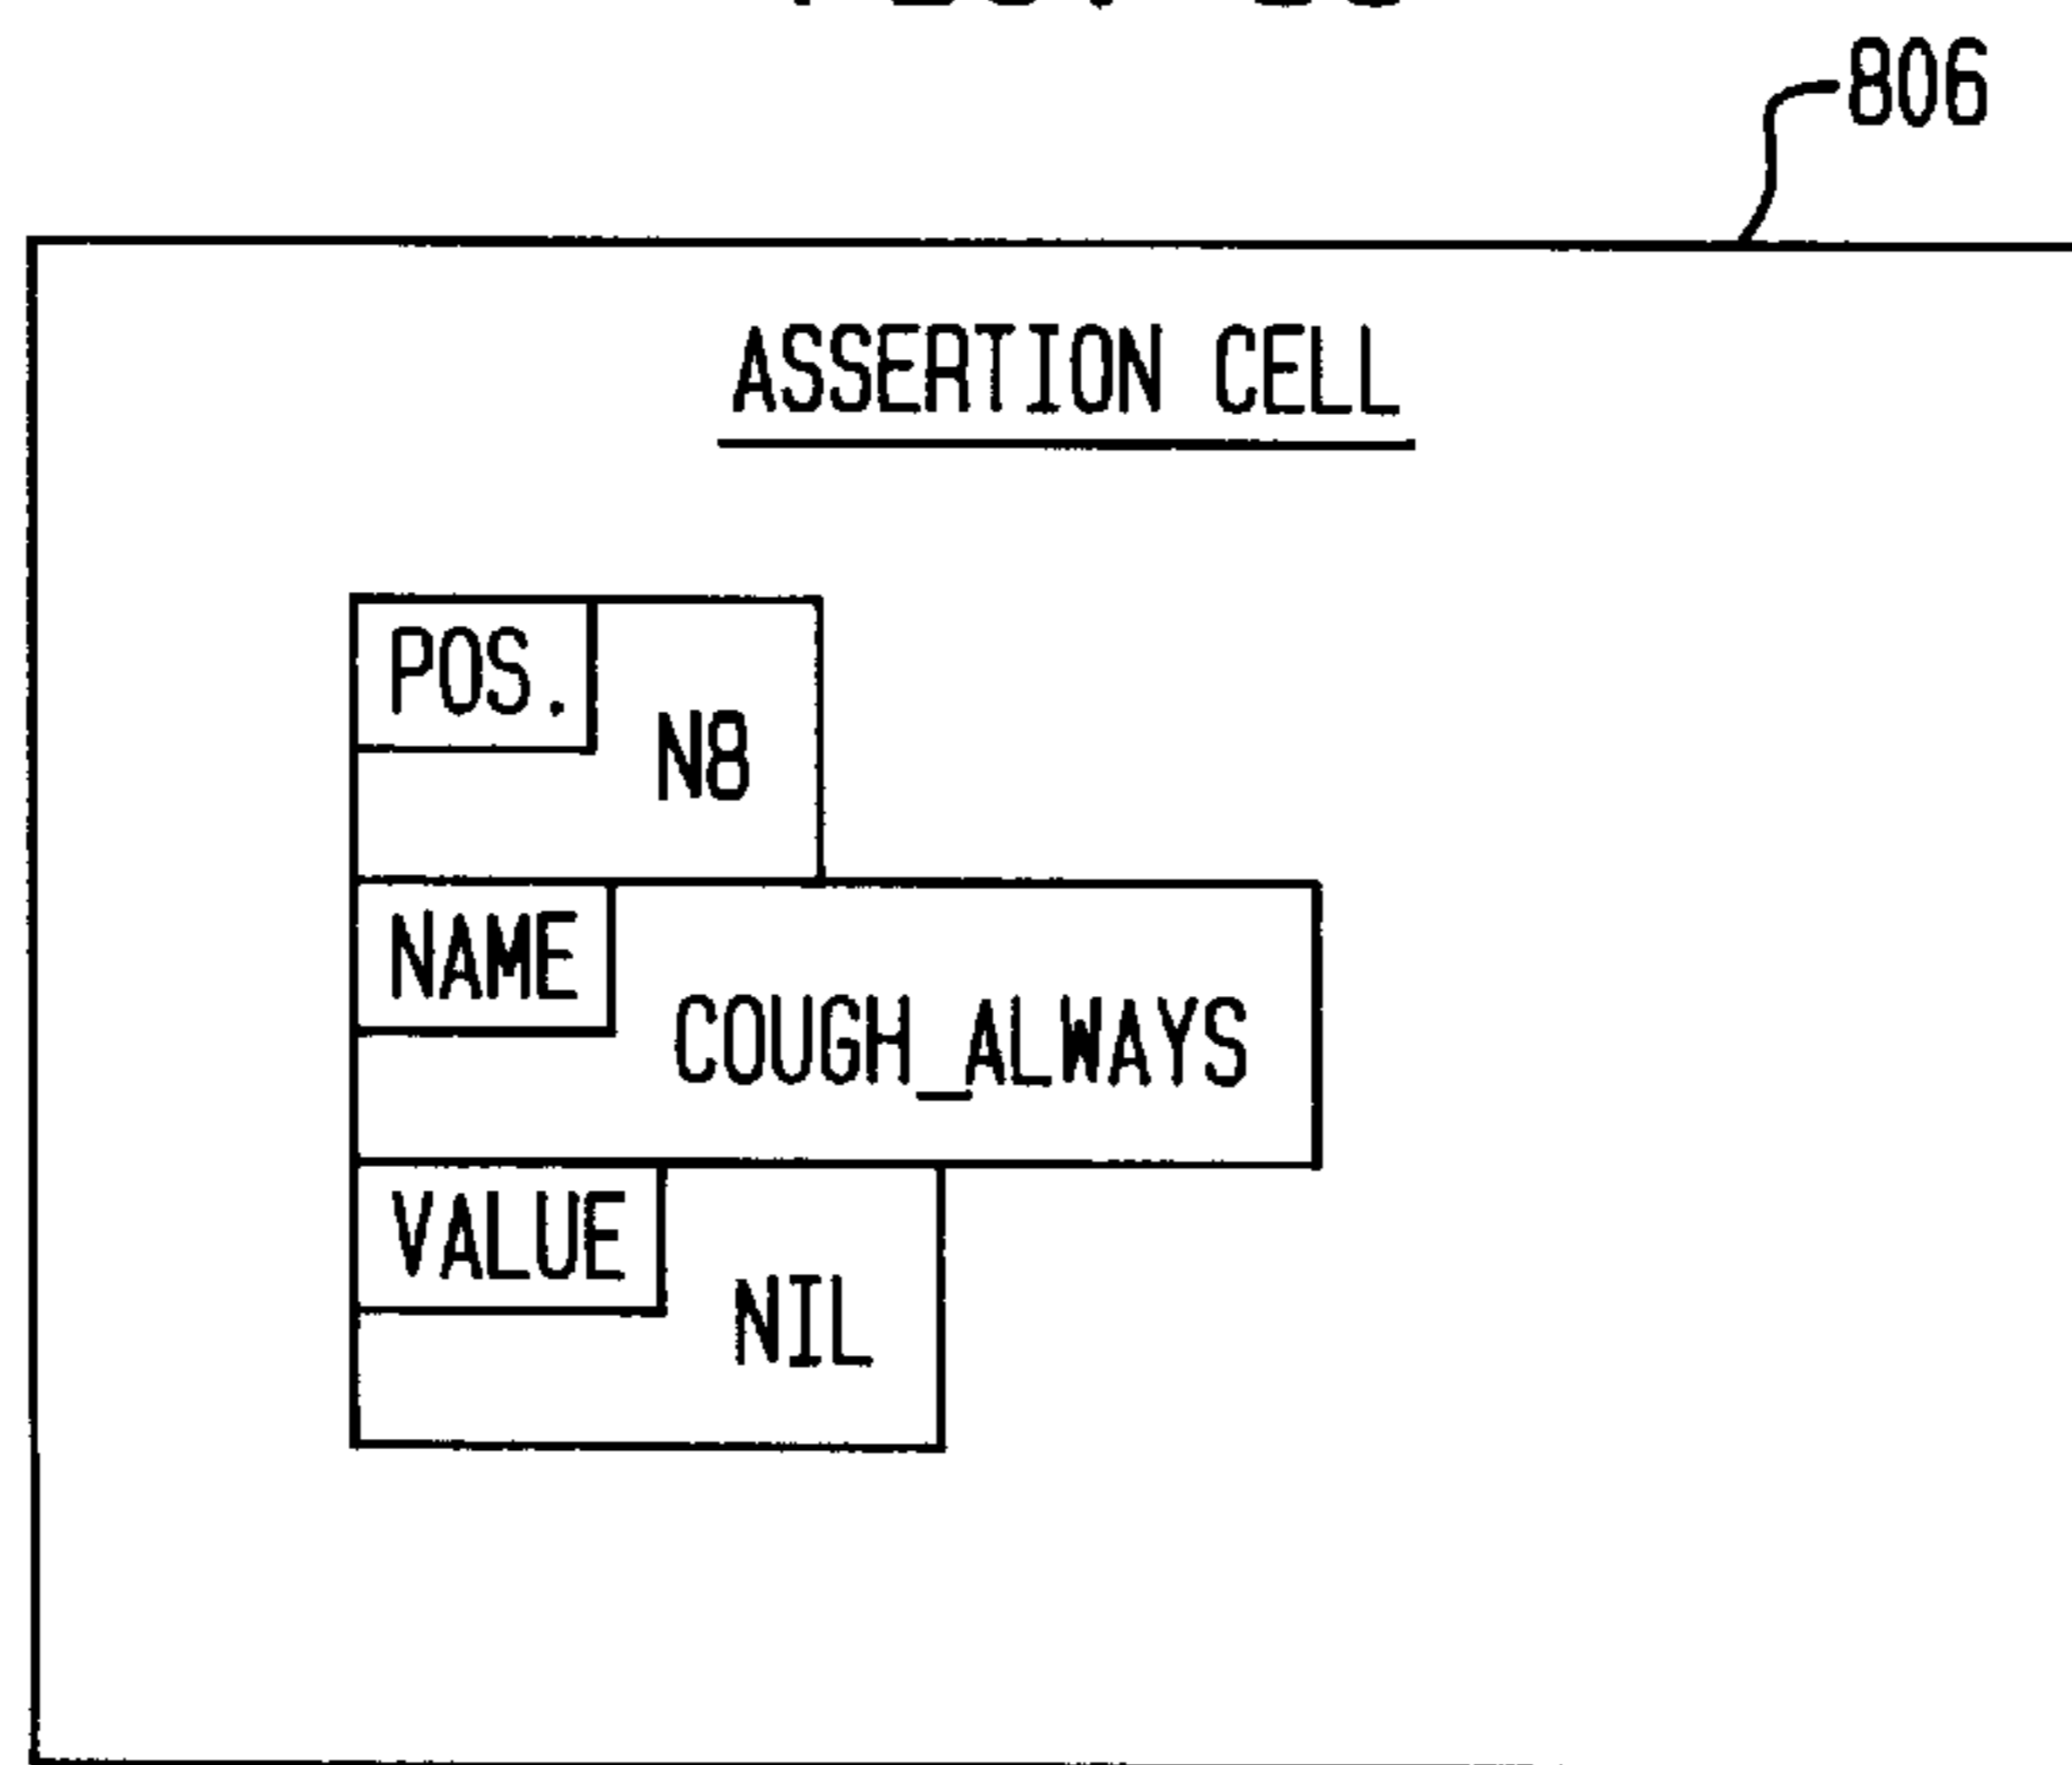 806
ASSERTION CELL
POS.
N8
NAME
COUGH_ALWAYS
VALUE
NIL